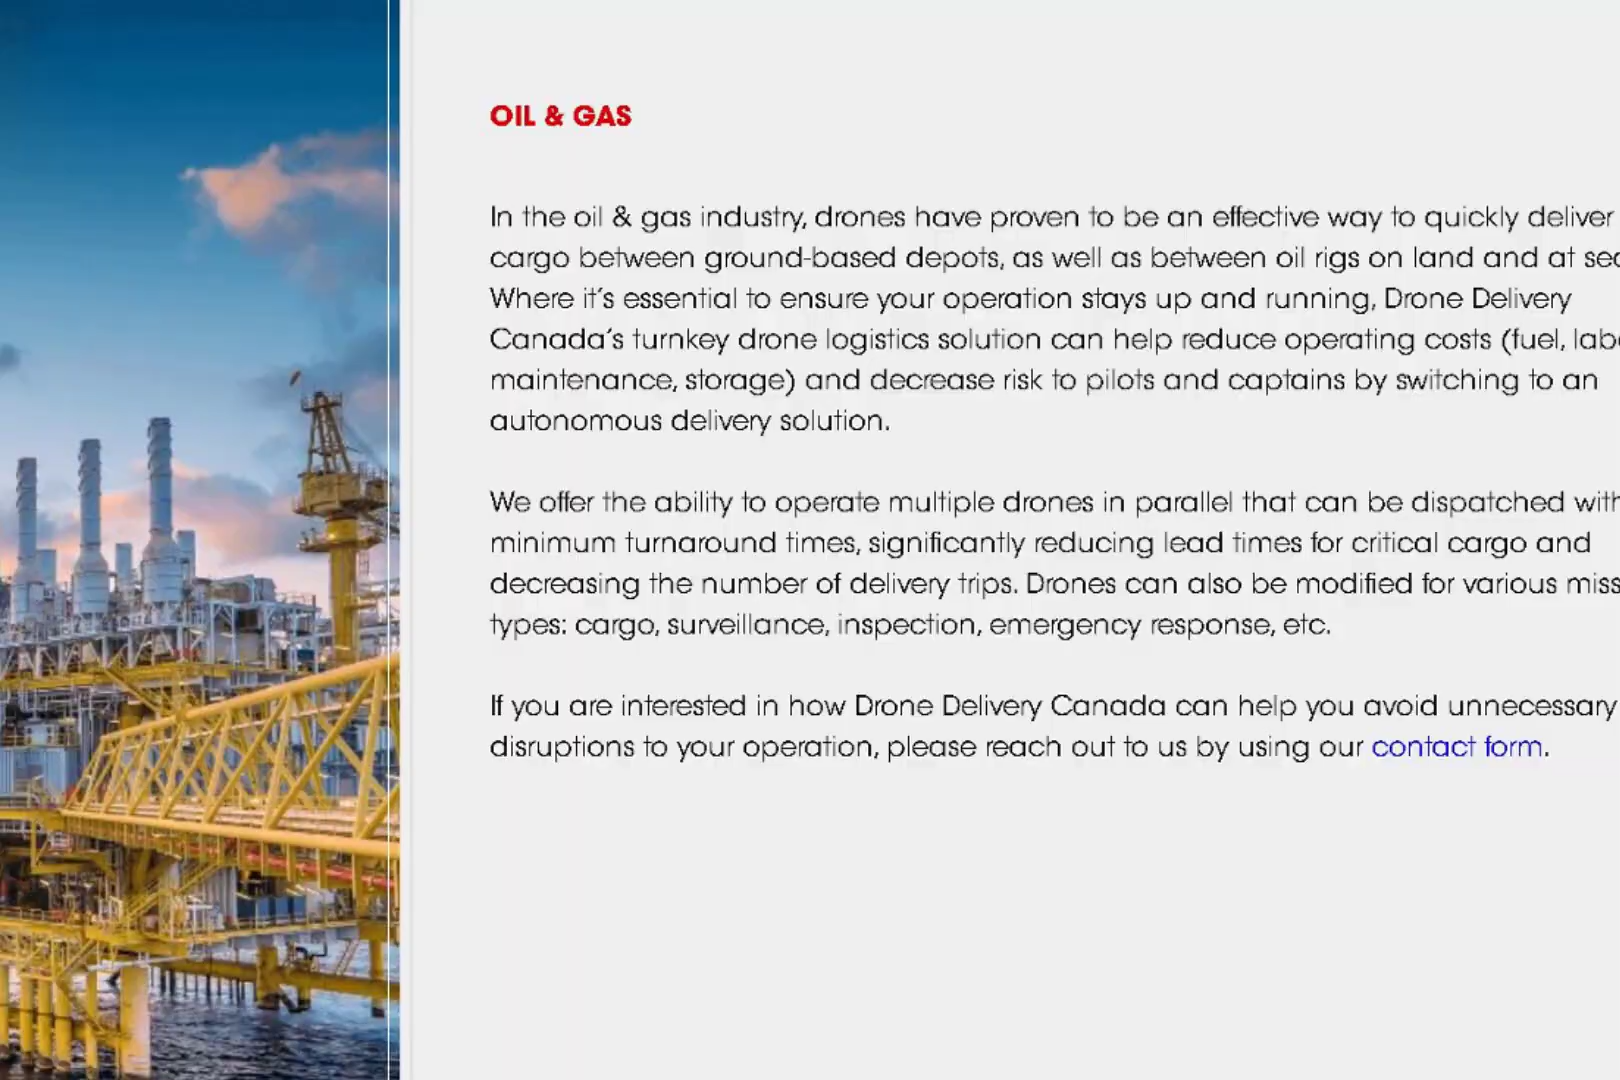 OIL & GAS
In the oil & gas industry, drones have proven to be an effective way to quickly deliver
cargo between ground-based depots, as well as between oil rigs on land and at
Where it's essential to ensure your operation stays up and running, Drone Delivery
Canada's turnkey drone logistics solution can help reduce operating costs (fuel,
maintenance, storage) and decrease risk to pilots and captains by switching to an
autonomous delivery solution.
We offer the ability to operate multiple drones in parallel that can be dispatched with
minimum turnaround times, significantly reducing lead times for critical cargo and
decreasing the number of delivery trips. Drones can also be modified for various
types: cargo, surveillance, inspection, emergency response, etc.
If you are interested in how Drone Delivery Canada can help you avoid unnecessary
disruptions to your operation, please reach out to us by using our contact form.